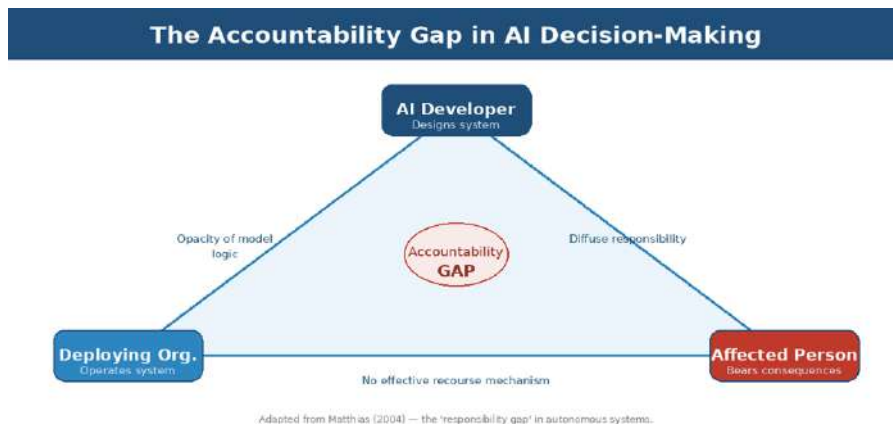 The Accountability Gap in AI Decision-Making
AI Developer
Designs system
Opacity of model
logic
Diffuse responsibility
Accountability
GAP
Deploying Org.
Operates system
Affected Person
Bears consequences
No effective recourse mechanism
Adapted from Matthias (2004) — the 'responsibility gap' in autonomous systems.